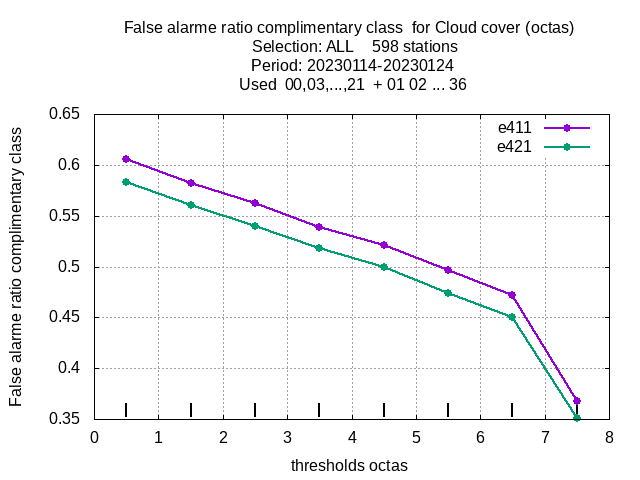 False alarme ratio complimentary class  for Cloud cover (octas)
Selection: ALL    598 stations
Period: 20230114-20230124
Used  00,03,...,21  + 01 02 ... 36
e411
e421
False alarme ratio complimentary class
0.65
0.6
0.55
0.5
0.45
0.4
0.35
0 1 2 3 4 5 6 7 8
thresholds octas